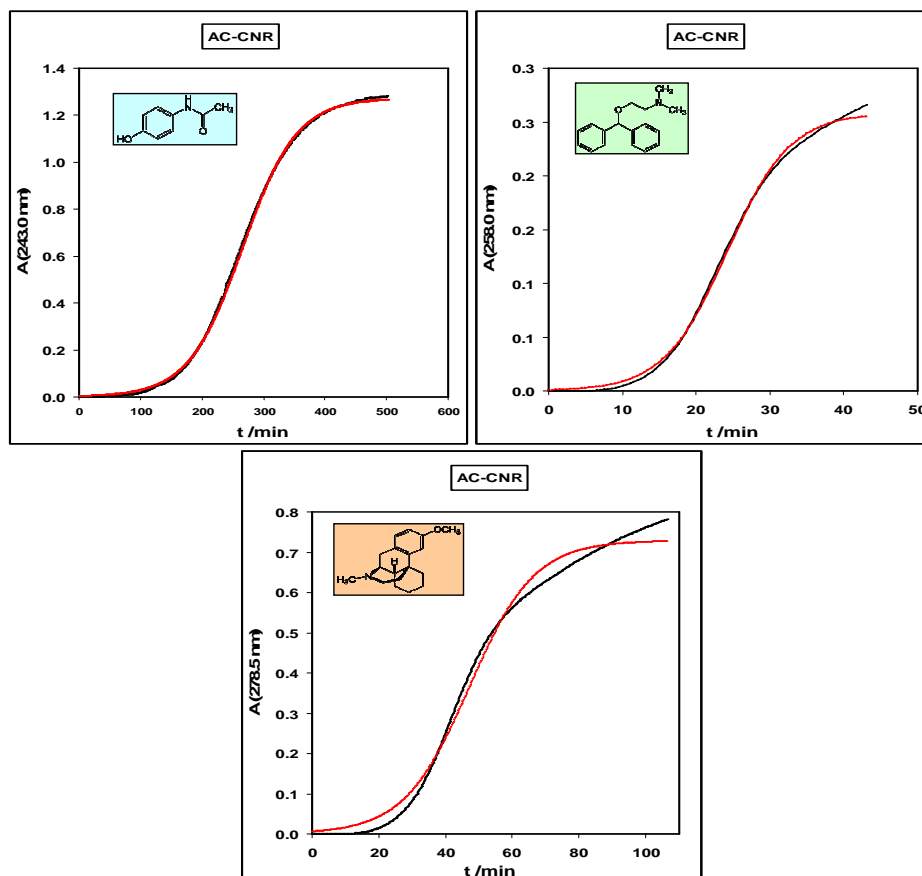 AC-CNR
1.4
1.2
1.0
0.8
0.6
0.4
0.2
0.0
A(243.0 nm)
0 100 200 300 400 500 600
t /min
H
N
CH₃
O
HO
AC-CNR
0.3
0.3
0.2
0.2
0.1
0.1
0.0
A(258.0 nm)
0 10 20 30 40 50
t /min
CH₃
N
CH₃
O
AC-CNR
0.8
0.7
0.6
0.5
0.4
0.3
0.2
0.1
0.0
A(278.5 nm)
0 20 40 60 80 100
t /min
OCH₃
H
H₃C
N